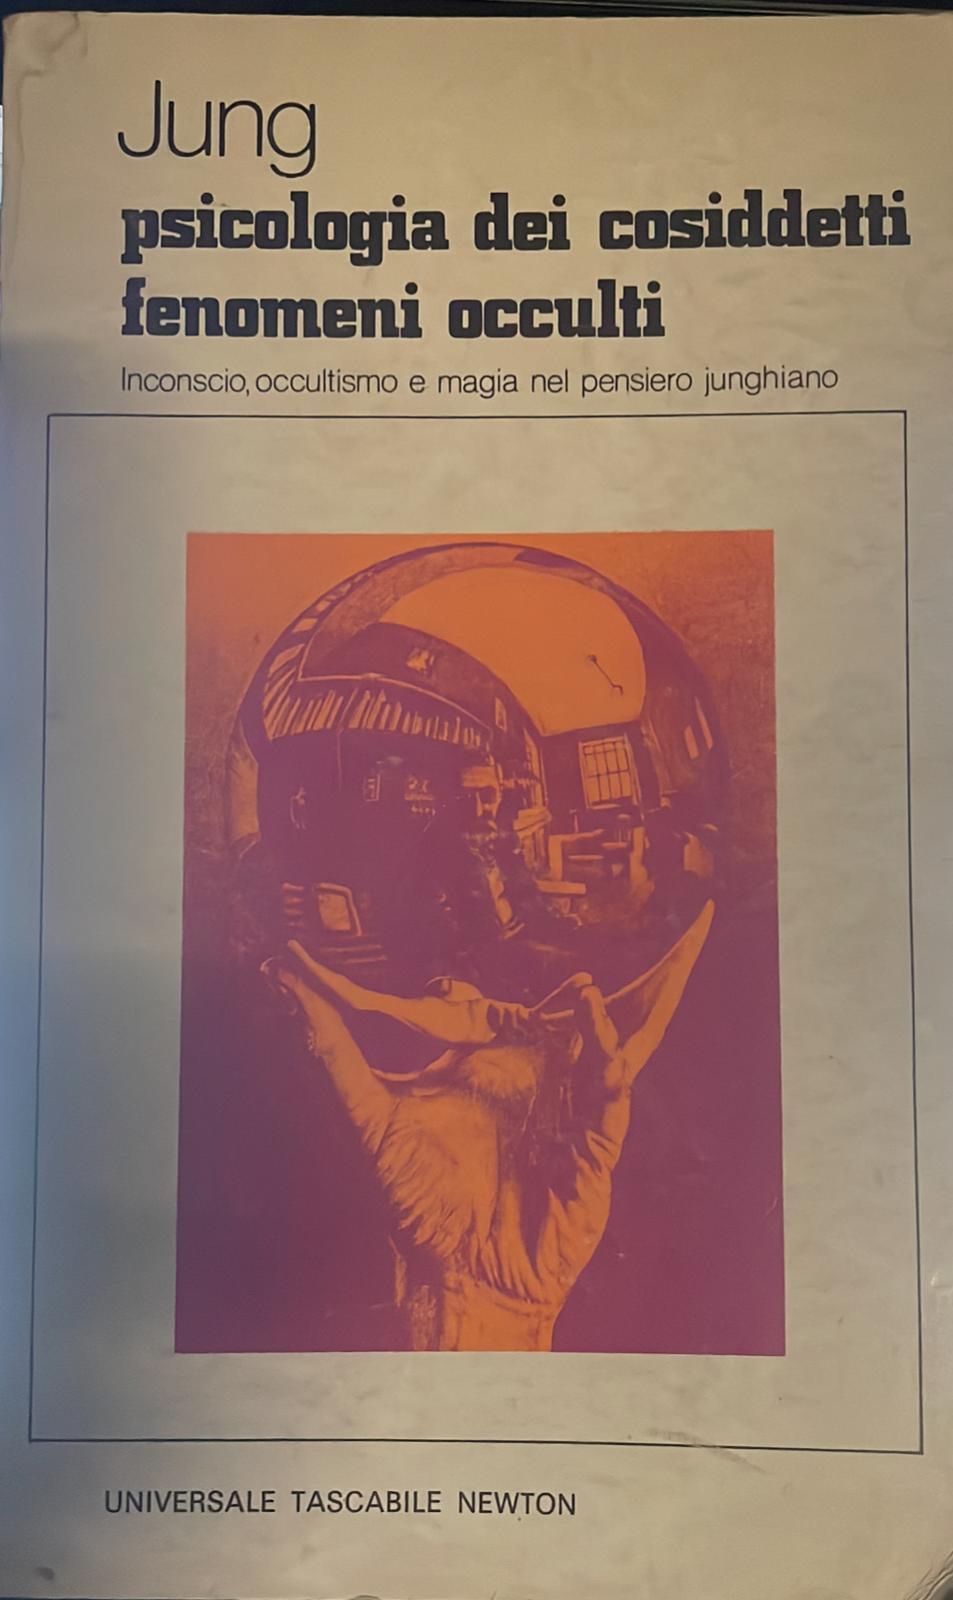 Jung
psicologia dei cosiddetti
fenomeni occulti
Inconscio, occultismo e magia nel pensiero junghiano
UNIVERSALE TASCABILE NEWTON